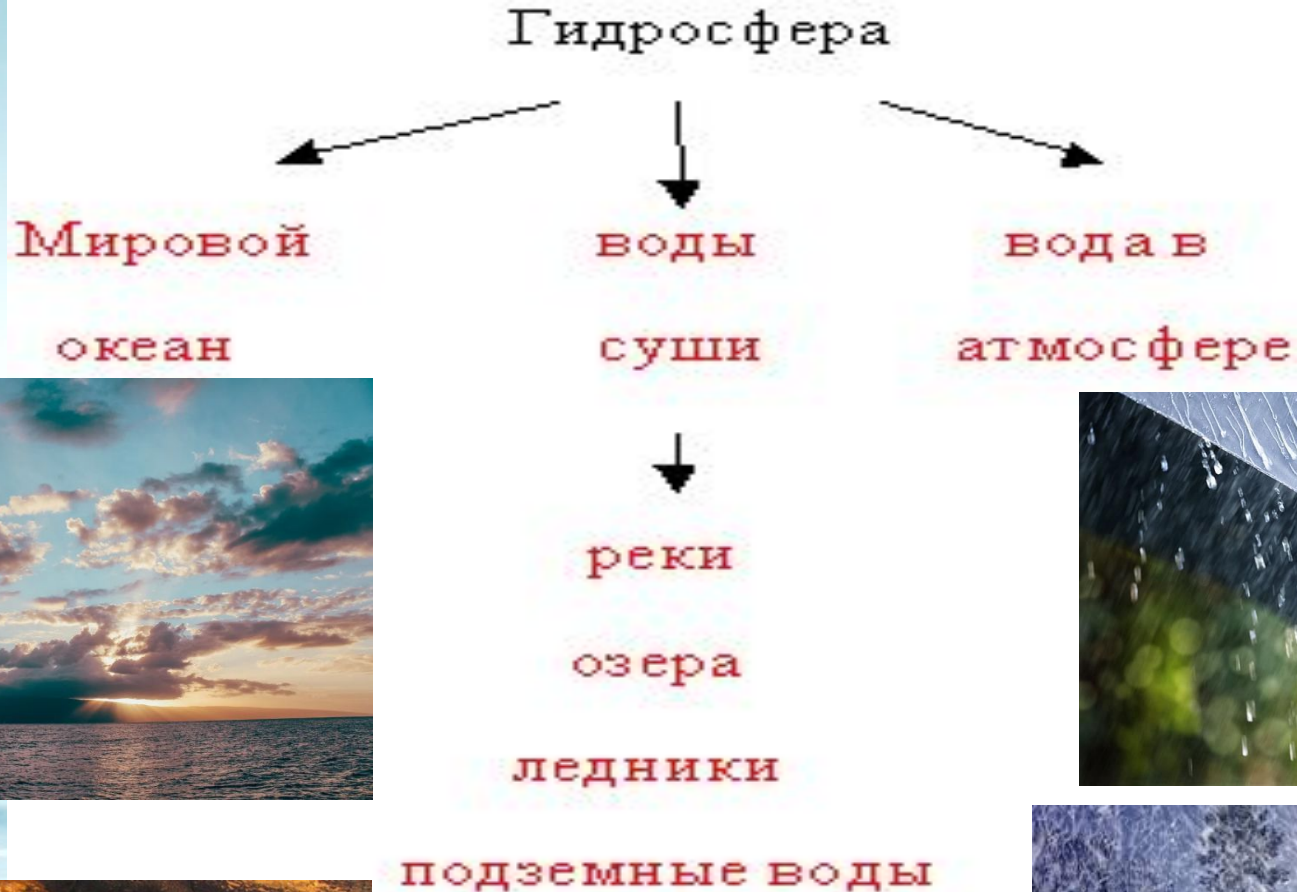 Гидросфера
Мировой океан
воды суши
вода в атмосфере
реки
озера
ледники
подземные воды